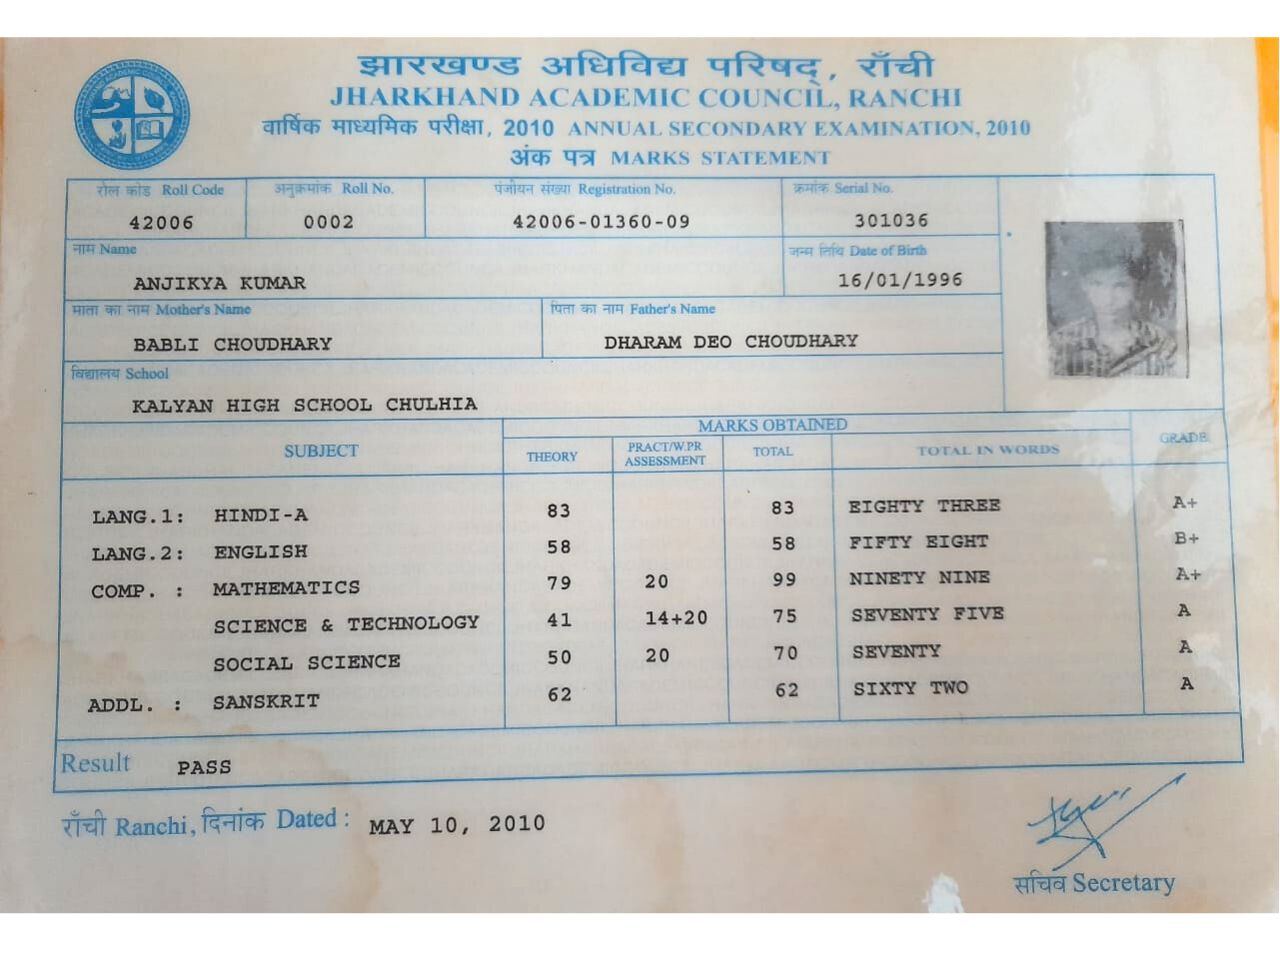 झारखण्ड अधिविद्य परिषद्, राँची
JHARKHAND ACADEMIC COUNCIL, RANCHI
वार्षिक माध्यमिक परीक्षा, 2010 ANNUAL SECONDARY EXAMINATION, 2010
अंक पत्र MARKS STATEMENT
रोल कोड Roll Code अनुक्रमांक Roll No. पंजीयन संख्या Registration No. क्रमांक Serial No.
42006 0002 42006-01360-09 301036
नाम Name जन्म तिथि Date of Birth
ANJIKYA KUMAR 16/01/1996
माता का नाम Mother's Name पिता का नाम Father's Name
BABLI CHOUDHARY DHARAM DEO CHOUDHARY
विद्यालय School
KALYAN HIGH SCHOOL CHULHIA
MARKS OBTAINED
SUBJECT THEORY PRACT/W.PR ASSESSMENT TOTAL TOTAL IN WORDS GRADE
LANG.1: HINDI-A 83 83 EIGHTY THREE A+
LANG.2: ENGLISH 58 58 FIFTY EIGHT B+
COMP. : MATHEMATICS 79 20 99 NINETY NINE A+
SCIENCE & TECHNOLOGY 41 14+20 75 SEVENTY FIVE A
SOCIAL SCIENCE 50 20 70 SEVENTY A
ADDL. : SANSKRIT 62 62 SIXTY TWO A
Result PASS
राँची Ranchi, दिनांक Dated : MAY 10, 2010
सचिव Secretary